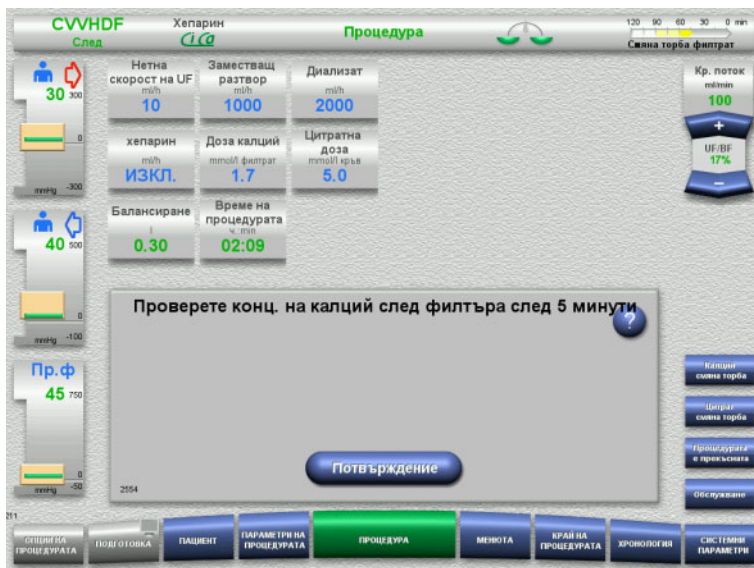 CVVHDF
След
Хепарин
CiCa
Процедура
120 90 60 30 0 min
Смяна торба филтрат
30
300
0
mmHg -300
Нетна скорост на UF
ml/h
10
Заместващ разтвор
ml/h
1000
Диализат
ml/h
2000
Кр. поток
ml/min
100
+
UF/BF
17%
–
хепарин
ml/h
ИЗКЛ.
Доза калций
mmol/l филтрат
1.7
Цитратна доза
mmol/l кръв
5.0
40
500
0
mmHg -100
Балансиране
l
0.30
Време на процедурата
ч. min
02:09
Проверете конц. на калций след филтъра след 5 минути
?
Пр.ф
45
750
0
mmHg -50
Потвърждение
2554
Калций
смяна торба
Цитрат
смяна торба
Процедурата
е прекъсната
Обслужване
211
ОПЦИИ НА
ПРОЦЕДУРАТА
ПОДГОТОВКА
ПАЦИЕНТ
ПАРАМЕТРИ НА
ПРОЦЕДУРАТА
ПРОЦЕДУРА
МЕНЮТА
КРАЙ НА
ПРОЦЕДУРАТА
ХРОНОЛОГИЯ
СИСТЕМНИ
ПАРАМЕТРИ